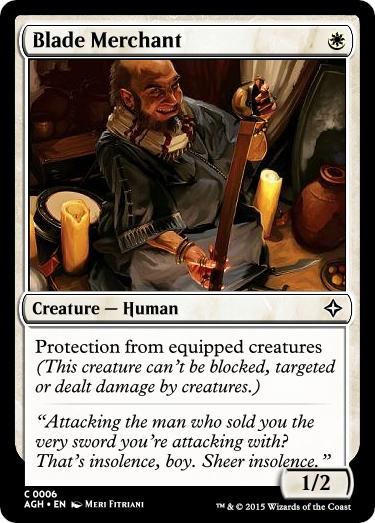 Blade Merchant
Creature — Human
Protection from equipped creatures
(This creature can't be blocked, targeted
or dealt damage by creatures.)
“Attacking the man who sold you the
very sword you're attacking with?
That's insolence, boy. Sheer insolence.”
1/2
C 0006
AGH • EN Meri Fitriani
™ & © 2015 Wizards of the Coast